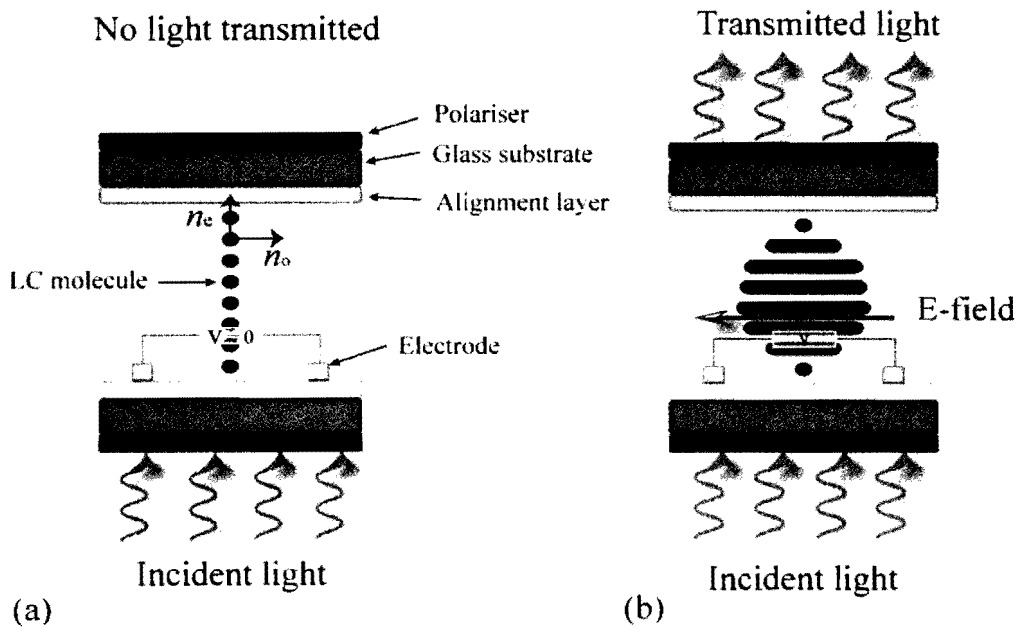 No light transmitted
Polariser
Glass substrate
Alignment layer
nₑ
nₒ
LC molecule
V = 0
Electrode
Incident light
(a)
Transmitted light
E-field
V
Incident light
(b)